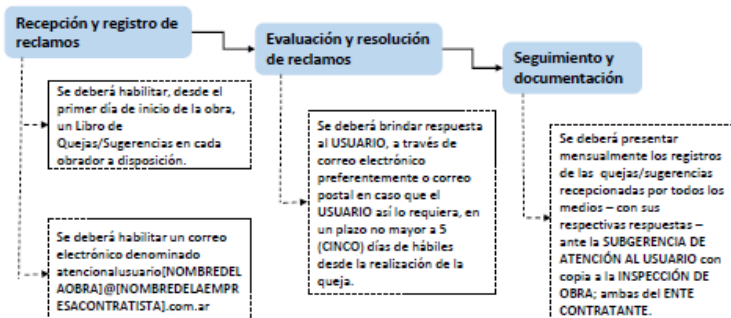 Recepción y registro de
reclamos
Se deberá habilitar, desde el
primer día de inicio de la obra,
un Libro de
Quejas/Sugerencias en cada
obrador a disposición.
Se deberá habilitar un correo
electrónico denominado
atencionalusuario[NOMBREDEL
AOBRA]@[NOMBREDELAEMPR
ESACONTRATISTA].com.ar
Evaluación y resolución
de reclamos
Se deberá brindar respuesta
al USUARIO, a través de
correo electrónico
preferentemente o correo
postal en caso que el
USUARIO así lo requiera, en
un plazo no mayor a 5
(CINCO) días de hábiles
desde la realización de la
queja.
Seguimiento y
documentación
Se deberá presentar
mensualmente los registros
de las quejas/sugerencias
recepcionadas por todos los
medios – con sus
respectivas respuestas –
ante la SUBGERENCIA DE
ATENCIÓN AL USUARIO con
copia a la INSPECCIÓN DE
OBRA; ambas del ENTE
CONTRATANTE.